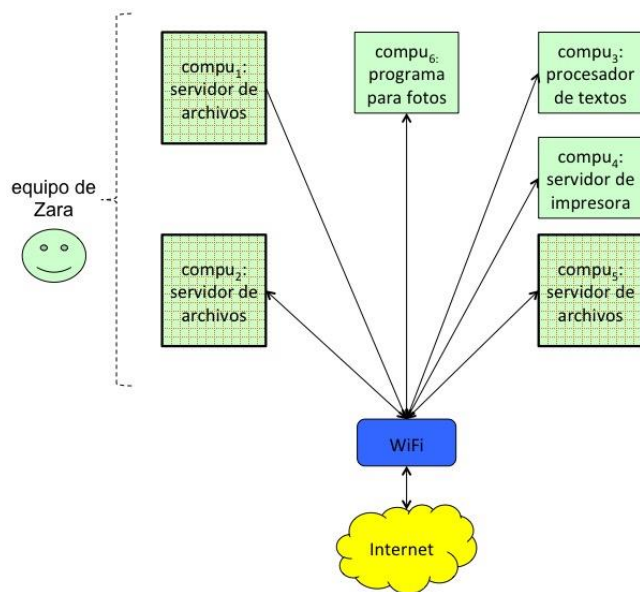 compu₁:
servidor de
archivos
compu₆:
programa
para fotos
compu₃:
procesador
de textos
compu₄:
servidor de
impresora
equipo de
Zara
compu₂:
servidor de
archivos
compu₅:
servidor de
archivos
WiFi
Internet